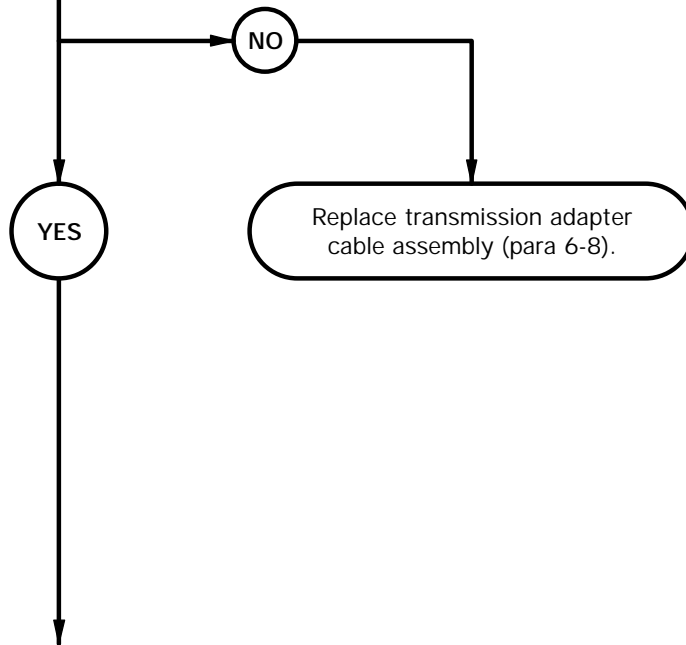 NO
YES
Replace transmission adapter
cable assembly (para 6-8).